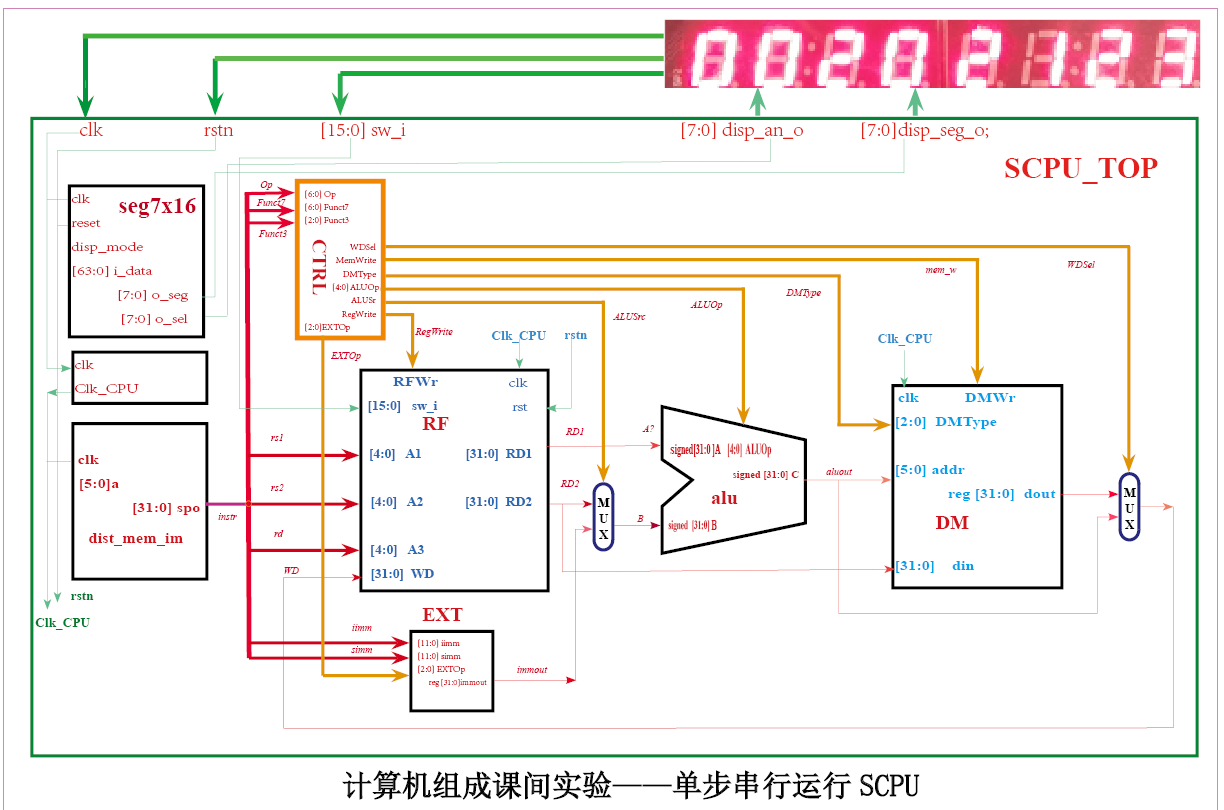 00202123
clk
rstn
[15:0] sw_i
[7:0] disp_an_o
[7:0]disp_seg_o;
SCPU_TOP
clk
seg7x16
reset
disp_mode
[63:0] i_data
[7:0] o_seg
[7:0] o_sel
clk
Clk_CPU
clk
[5:0]a
[31:0] spo
dist_mem_im
rstn
Clk_CPU
instr
Op
Funct7
Funct3
[6:0] Op
[6:0] Funct7
[2:0] Funct3
CTRL
WDSel
MemWrite
DMType
[4:0] ALUOp
ALUSr
RegWrite
[2:0]EXTOp
EXTOp
RegWrite
ALUSrc
ALUOp
DMType
mem_w
WDSel
Clk_CPU
rstn
RFWr
clk
[15:0] sw_i
rst
RF
rs1
[4:0] A1
[31:0] RD1
rs2
[4:0] A2
[31:0] RD2
rd
[4:0] A3
WD
[31:0] WD
RD1
RD2
MUX
A?
B
signed[31:0]A [4:0] ALUOp
signed [31:0] C
alu
signed [31:0] B
aluout
Clk_CPU
clk
DMWr
[2:0] DMType
[5:0] addr
reg [31:0] dout
DM
[31:0] din
MUX
EXT
iimm
simm
[11:0] iimm
[11:0] simm
[2:0] EXTOp
reg [31:0]immout
immout
计算机组成课间实验——单步串行运行 SCPU